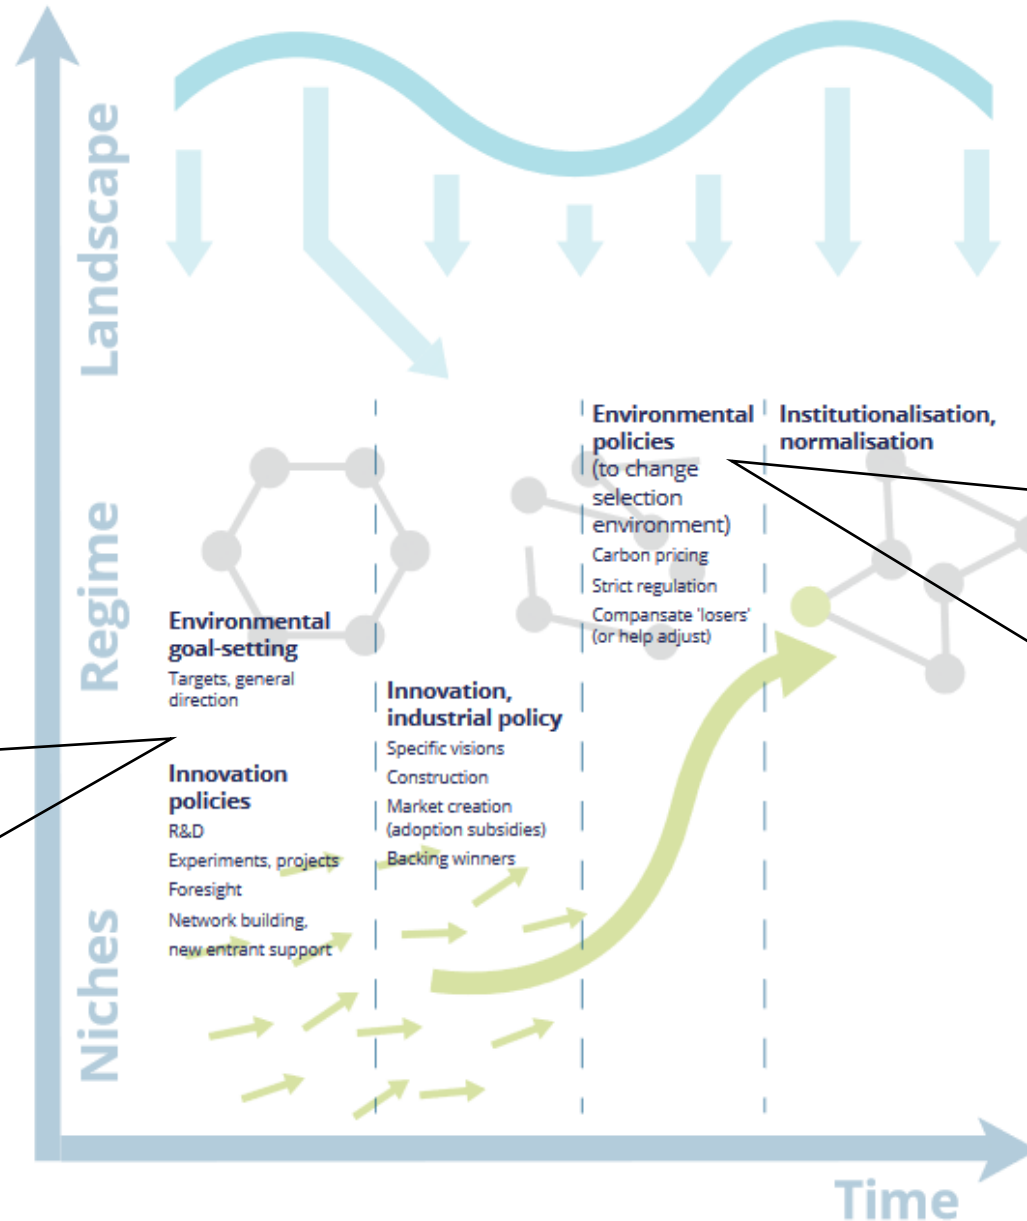 Landscape
Regime
Niches
Environmental
goal-setting
Targets, general
direction
Innovation
policies
R&D
Experiments, projects
Foresight
Network building,
new entrant support
Innovation,
industrial policy
Specific visions
Construction
Market creation
(adoption subsidies)
Backing winners
Environmental
policies
(to change
selection
environment)
Carbon pricing
Strict regulation
Compansate 'losers'
(or help adjust)
Institutionalisation,
normalisation
Time